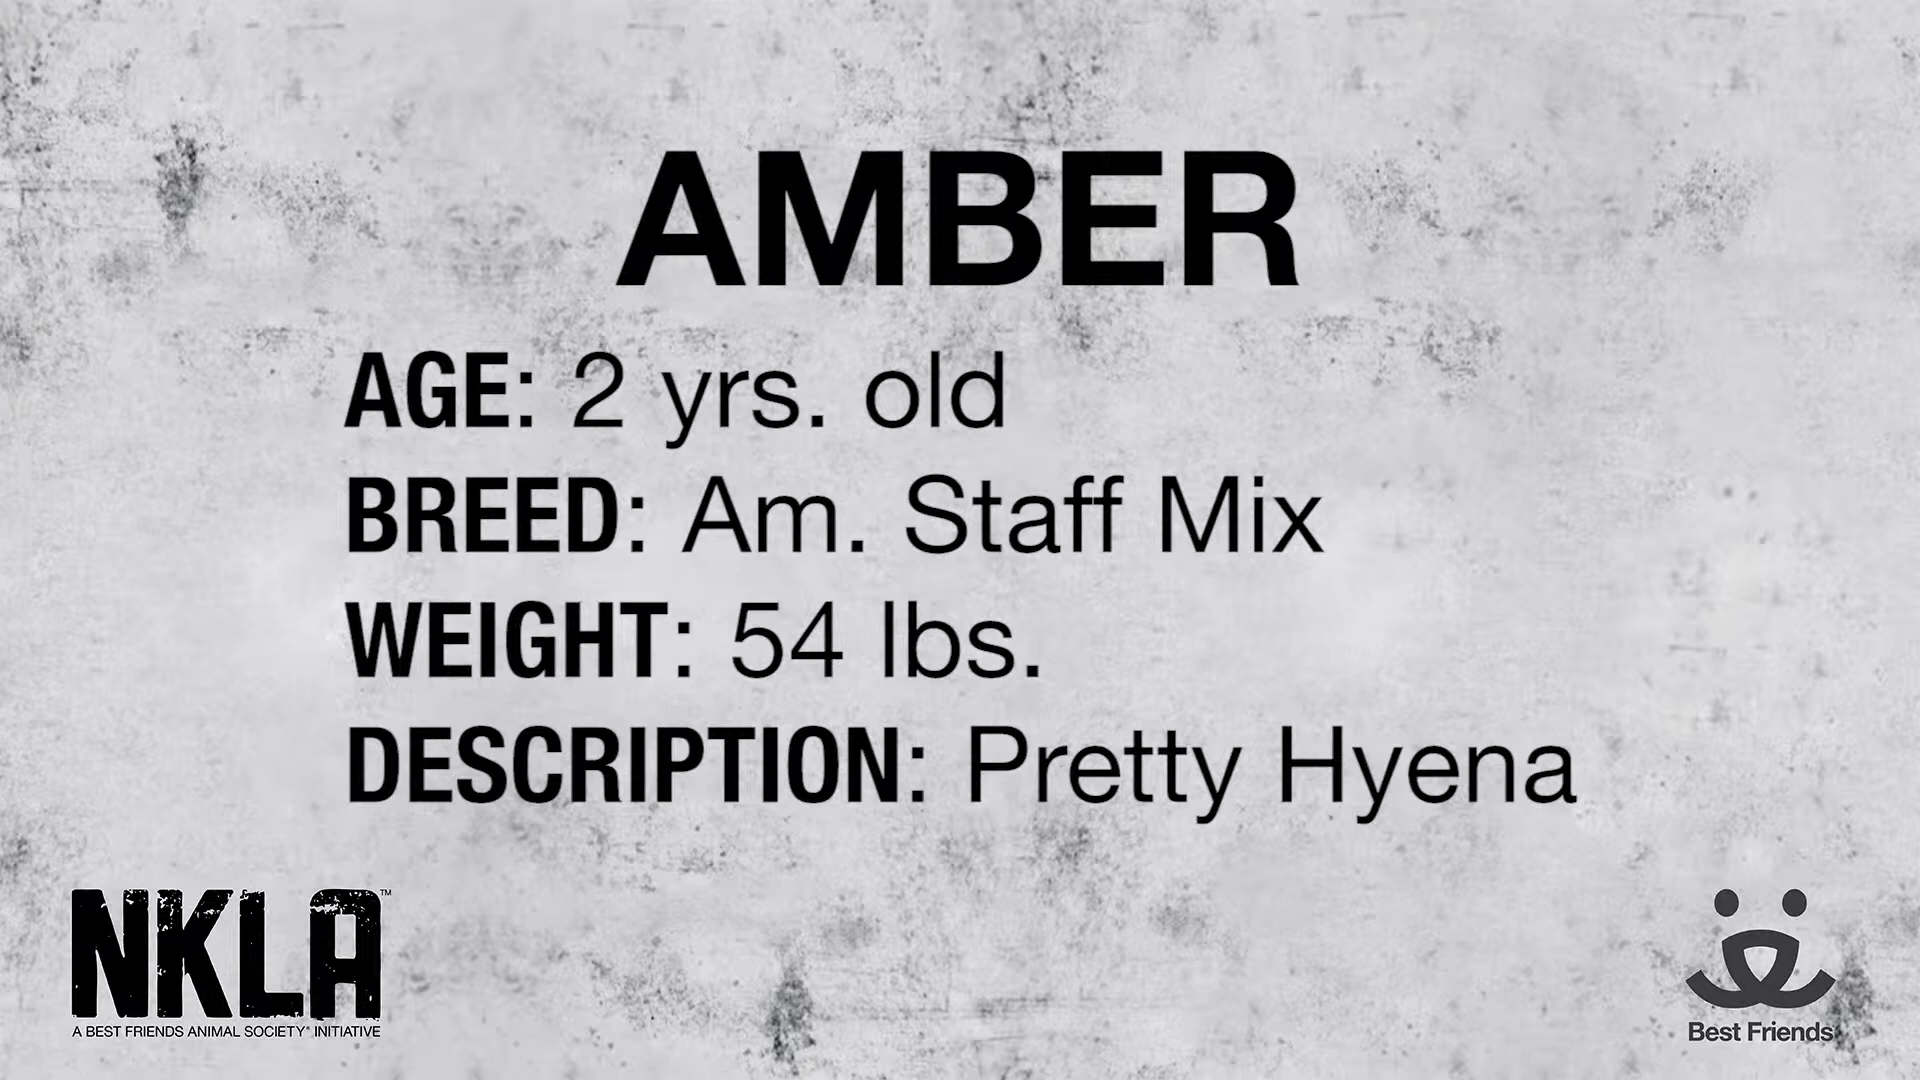 AMBER
AGE: 2 yrs. old
BREED: Am. Staff Mix
WEIGHT: 54 lbs.
DESCRIPTION: Pretty Hyena
NKLA™
A BEST FRIENDS ANIMAL SOCIETY® INITIATIVE
Best Friends